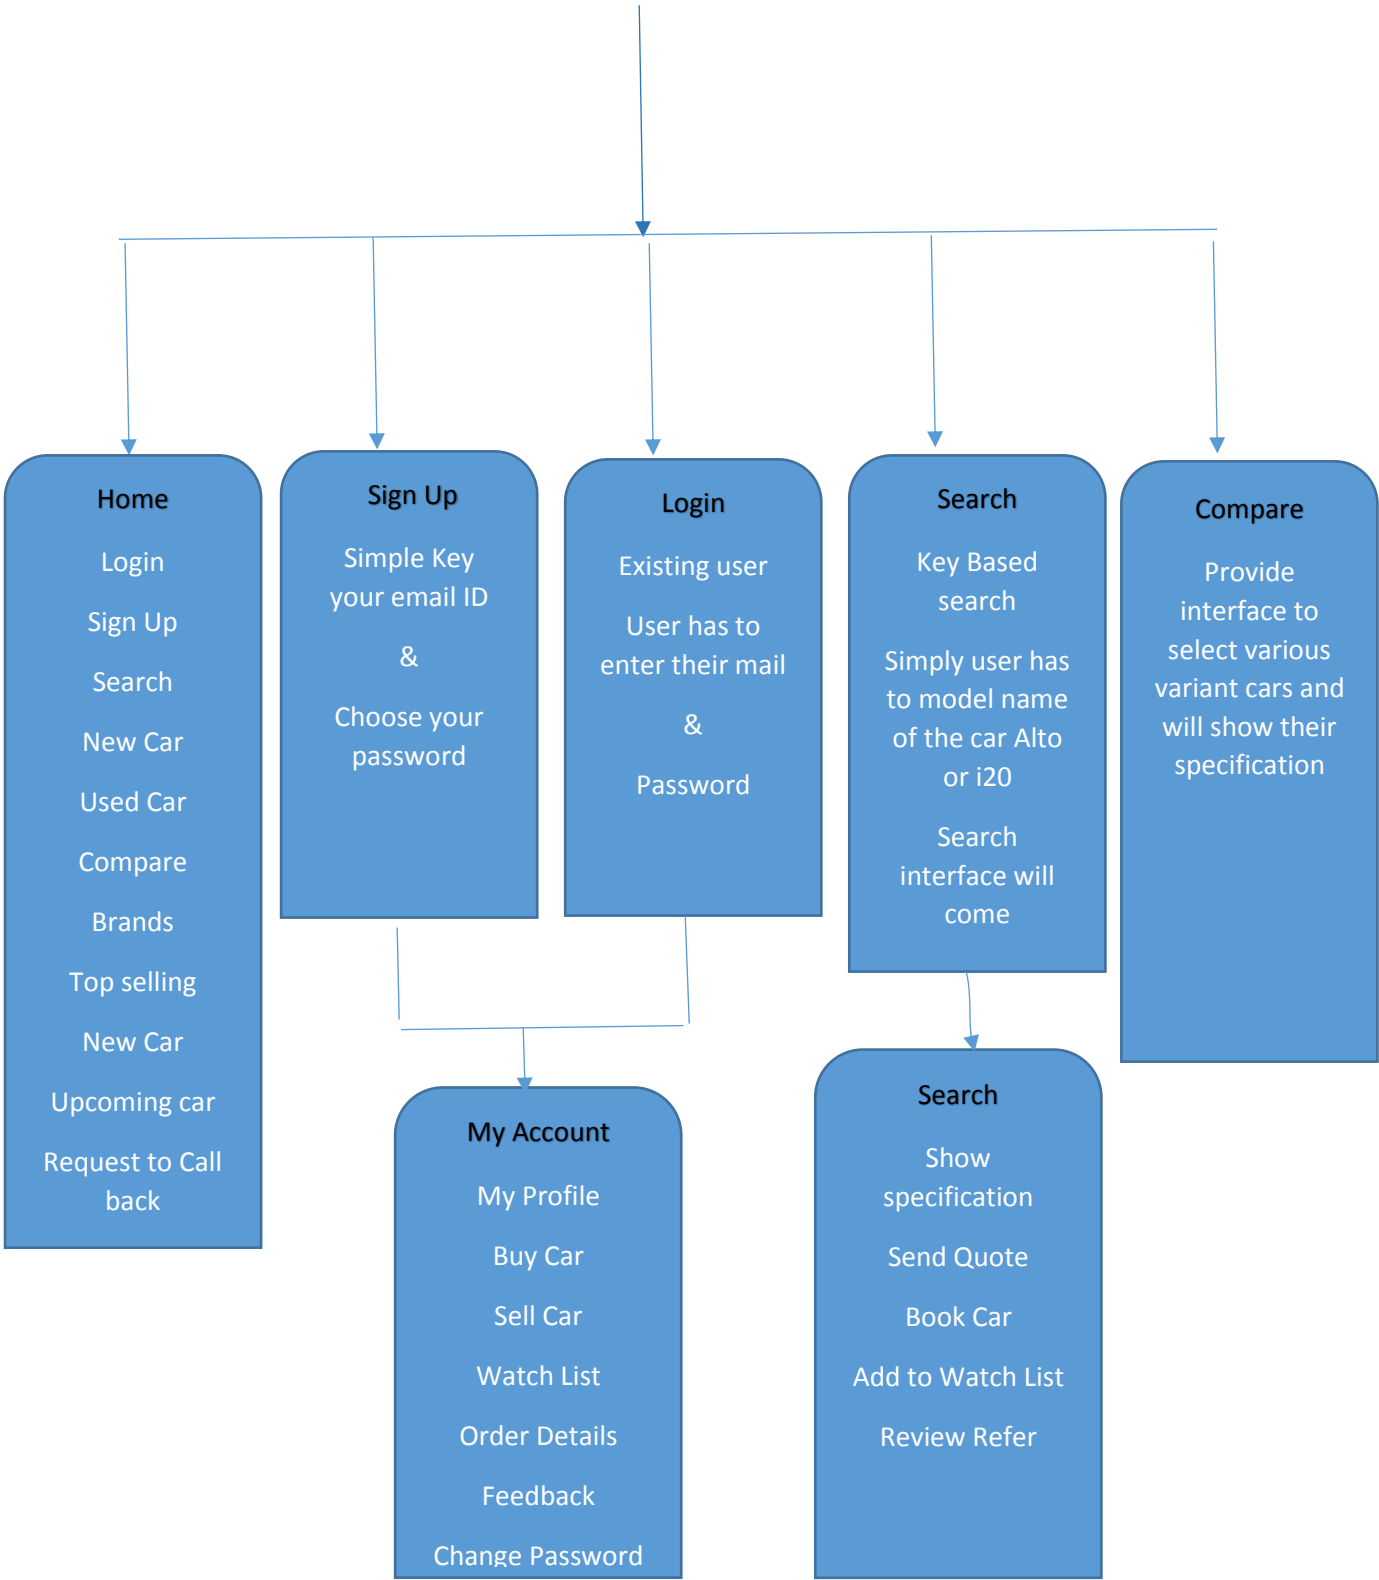 Home
Login
Sign Up
Search
New Car
Used Car
Compare
Brands
Top selling
New Car
Upcoming car
Request to Call
back
Sign Up
Simple Key
your email ID
&
Choose your
password
Login
Existing user
User has to
enter their mail
&
Password
Search
Key Based
search
Simply user has
to model name
of the car Alto
or i20
Search
interface will
come
Compare
Provide
interface to
select various
variant cars and
will show their
specification
My Account
My Profile
Buy Car
Sell Car
Watch List
Order Details
Feedback
Change Password
Search
Show
specification
Send Quote
Book Car
Add to Watch List
Review Refer